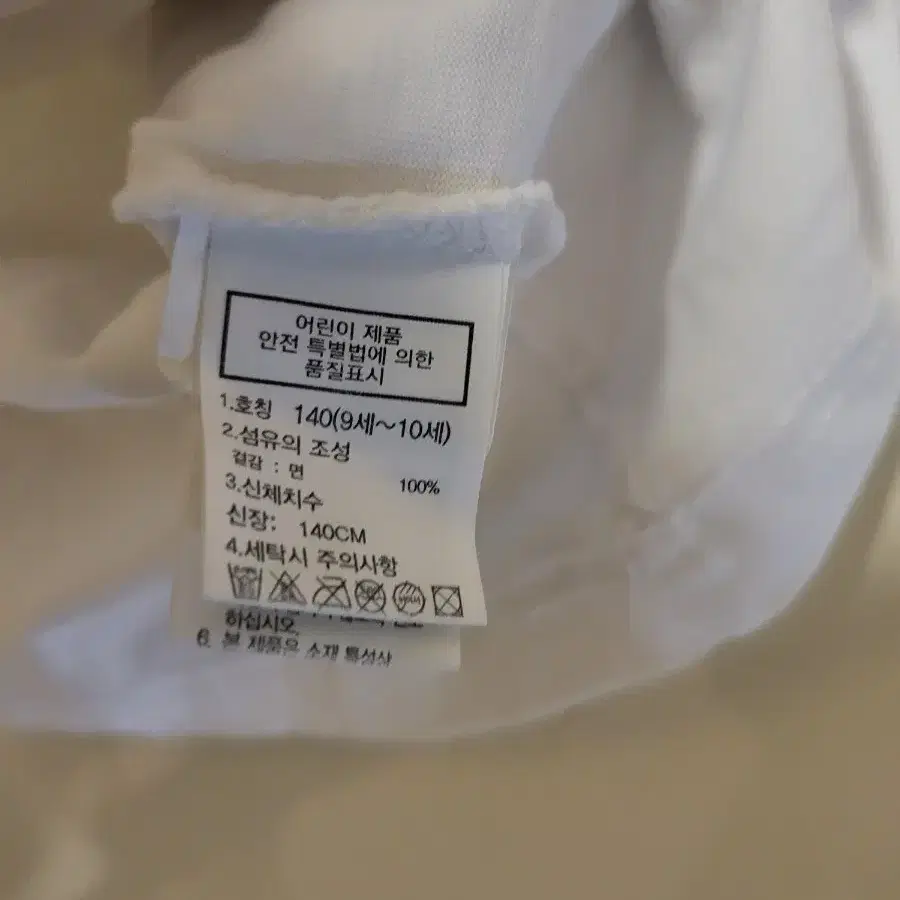 어린이 제품
안전 특별법에 의한
품질표시
1.호칭 140(9세~10세)
2.섬유의 조성
겉감 : 면 100%
3.신체치수
신장: 140CM
4.세탁시 주의사항
하십시오.
6. 본 제품은 소재 특성상